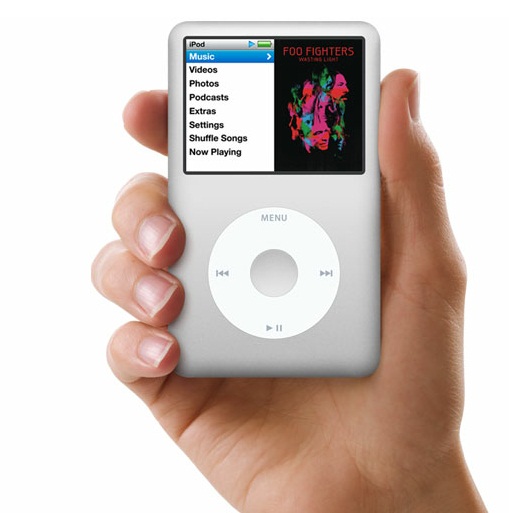 iPod
Music
Videos
Photos
Podcasts
Extras
Settings
Shuffle Songs
Now Playing
FOO FIGHTERS
WASTING LIGHT
MENU